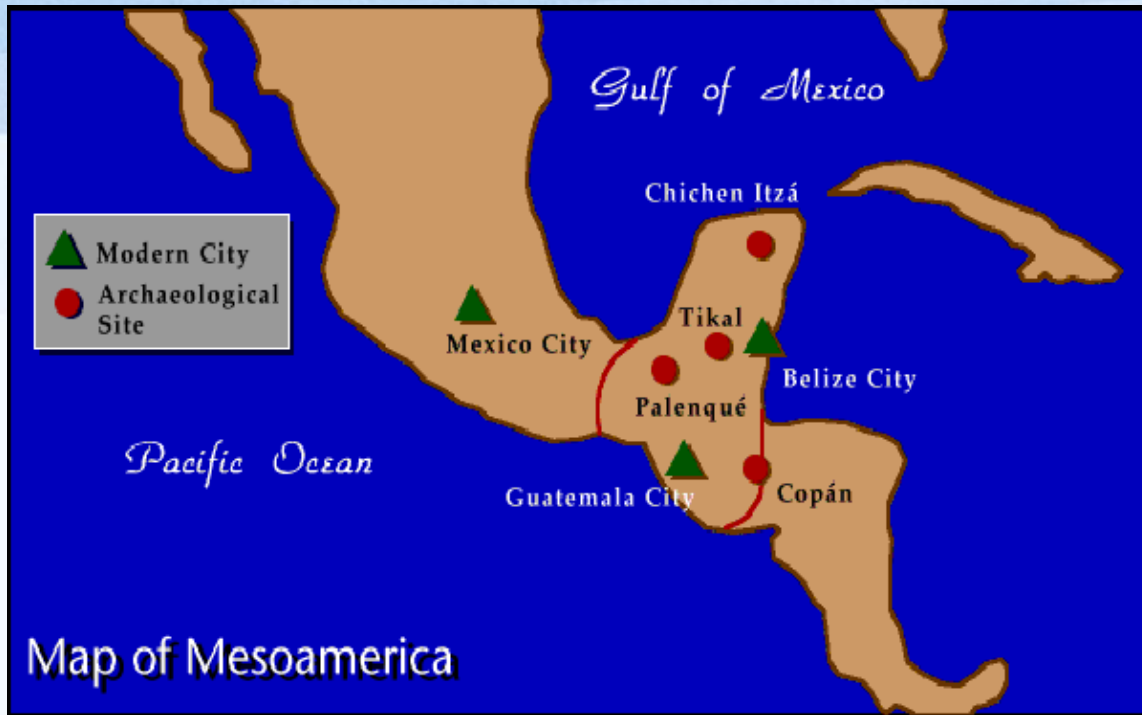 Gulf of Mexico
Chichen Itzá
Modern City
Archaeological
Site
Tikal
Mexico City
Belize City
Palenqué
Pacific Ocean
Guatemala City
Copán
Map of Mesoamerica